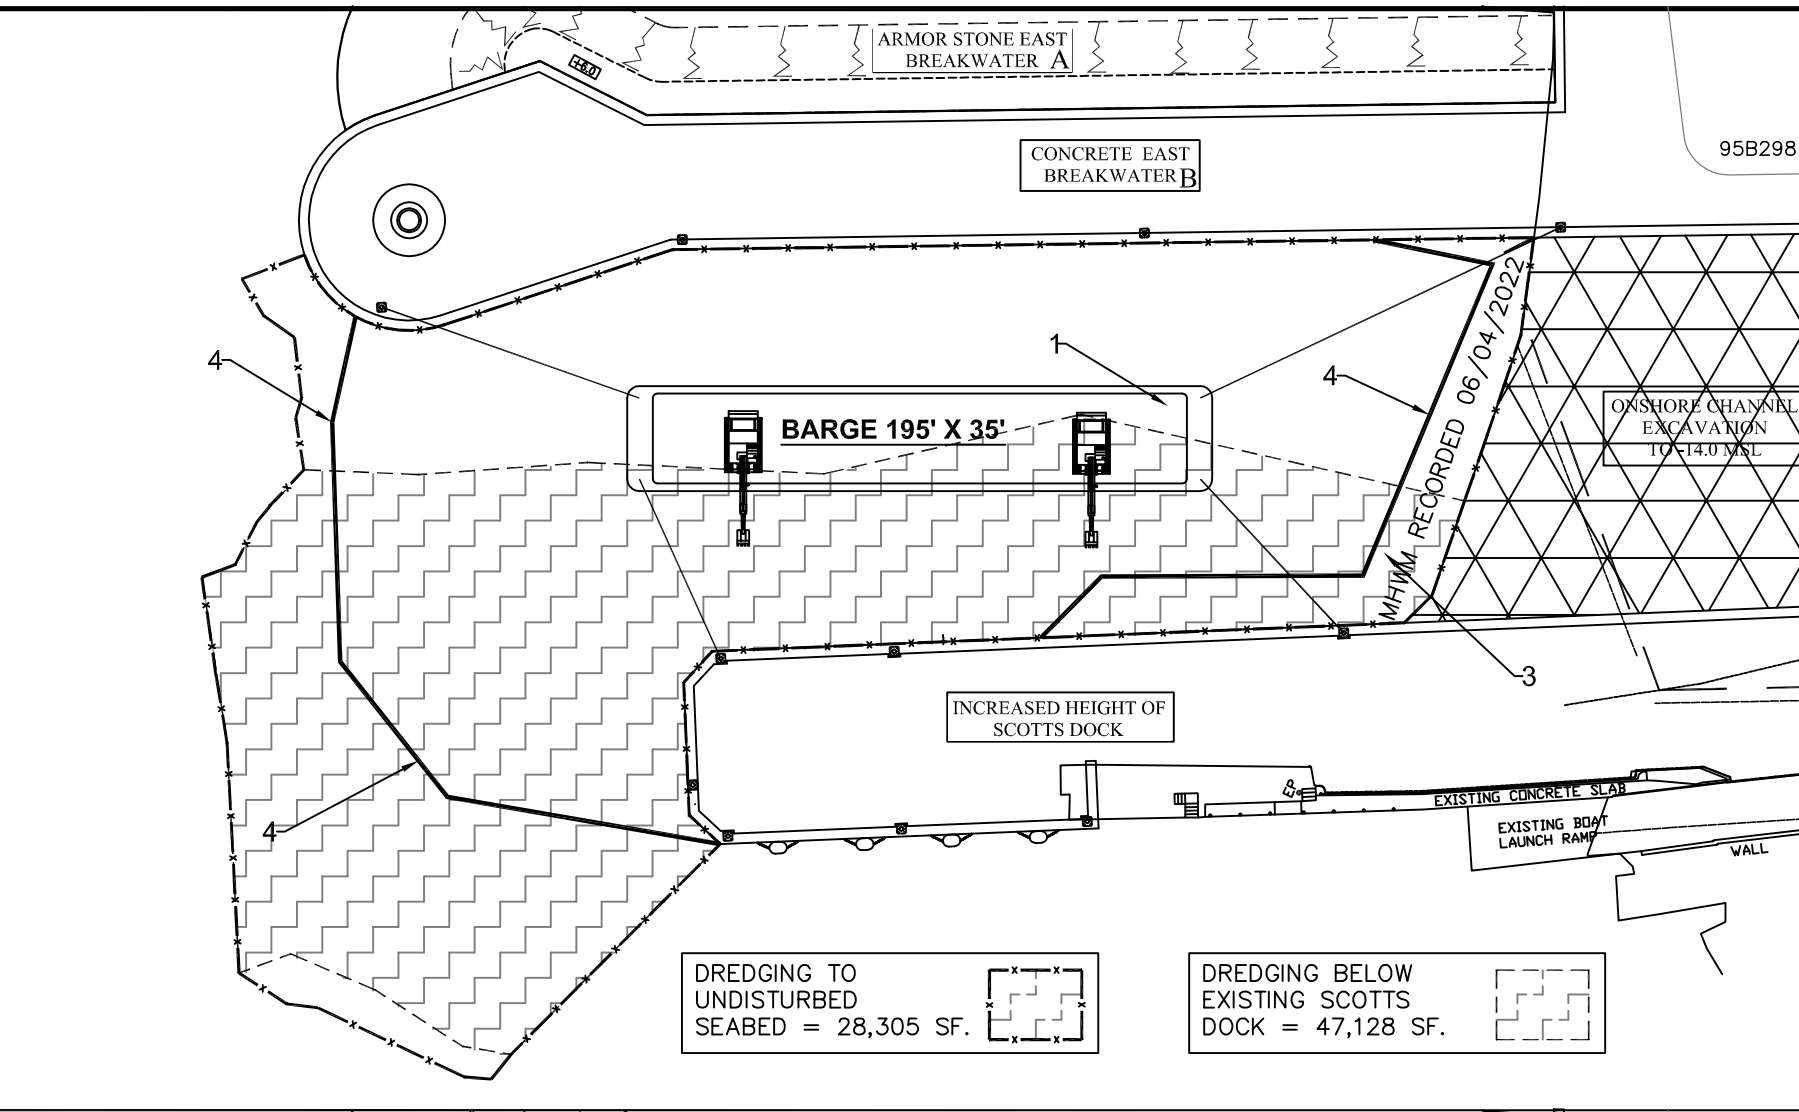 ARMOR STONE EAST
BREAKWATER A
+6.0
CONCRETE EAST
BREAKWATER B
95B298
4
1
4
BARGE 195' X 35'
MHWM RECORDED 06/04/2022
ONSHORE CHANNEL
EXCAVATION
TO -14.0 MSL
3
INCREASED HEIGHT OF
SCOTTS DOCK
4
EP
EXISTING CONCRETE SLAB
EXISTING BOAT
LAUNCH RAMP
WALL
DREDGING TO
UNDISTURBED
SEABED = 28,305 SF.
DREDGING BELOW
EXISTING SCOTTS
DOCK = 47,128 SF.